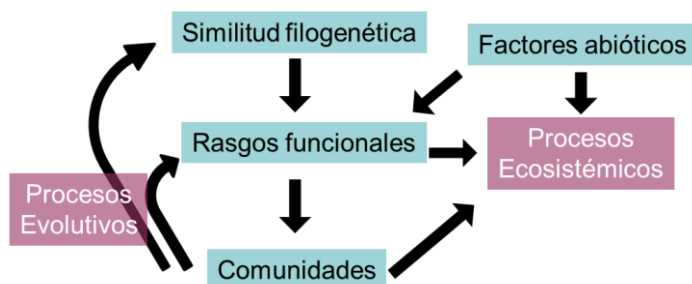 Similitud filogenética
Factores abióticos
Rasgos funcionales
Procesos
Ecosistémicos
Procesos
Evolutivos
Comunidades